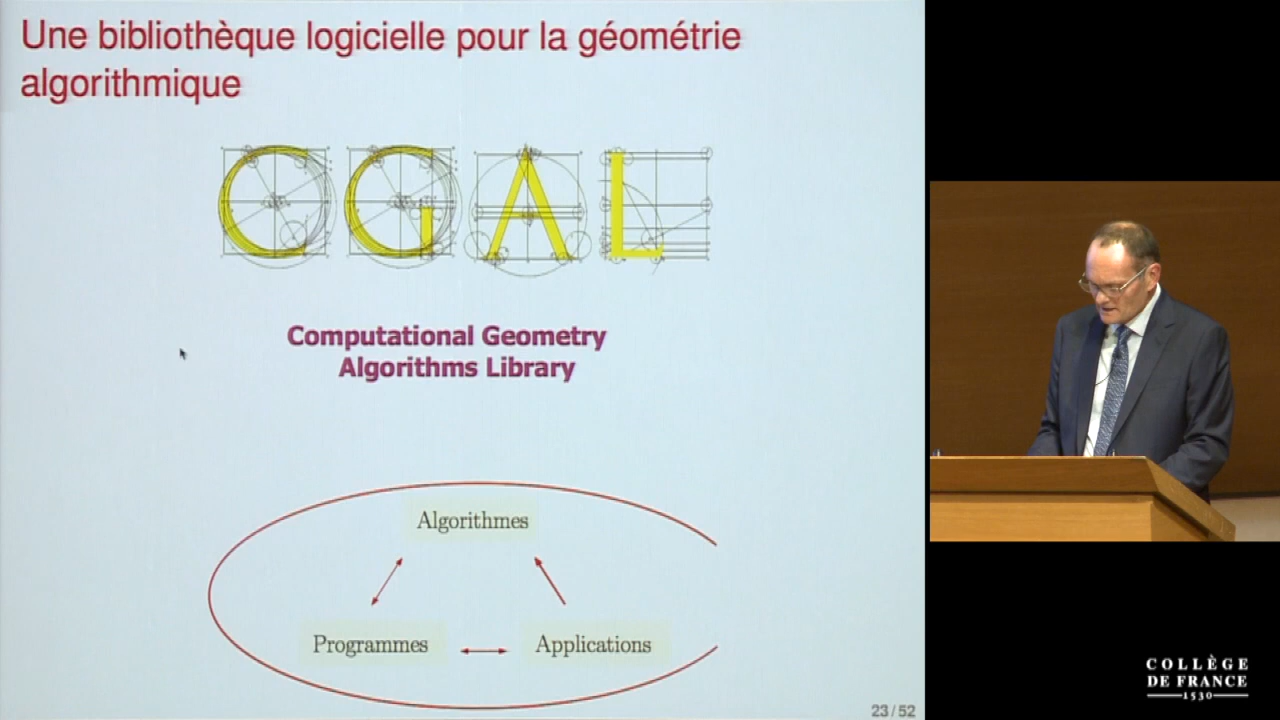 Une bibliothèque logicielle pour la géométrie
algorithmique
CGAL
Computational Geometry
Algorithms Library
Algorithmes
Programmes
Applications
23/52
COLLÈGE
DE FRANCE
1530